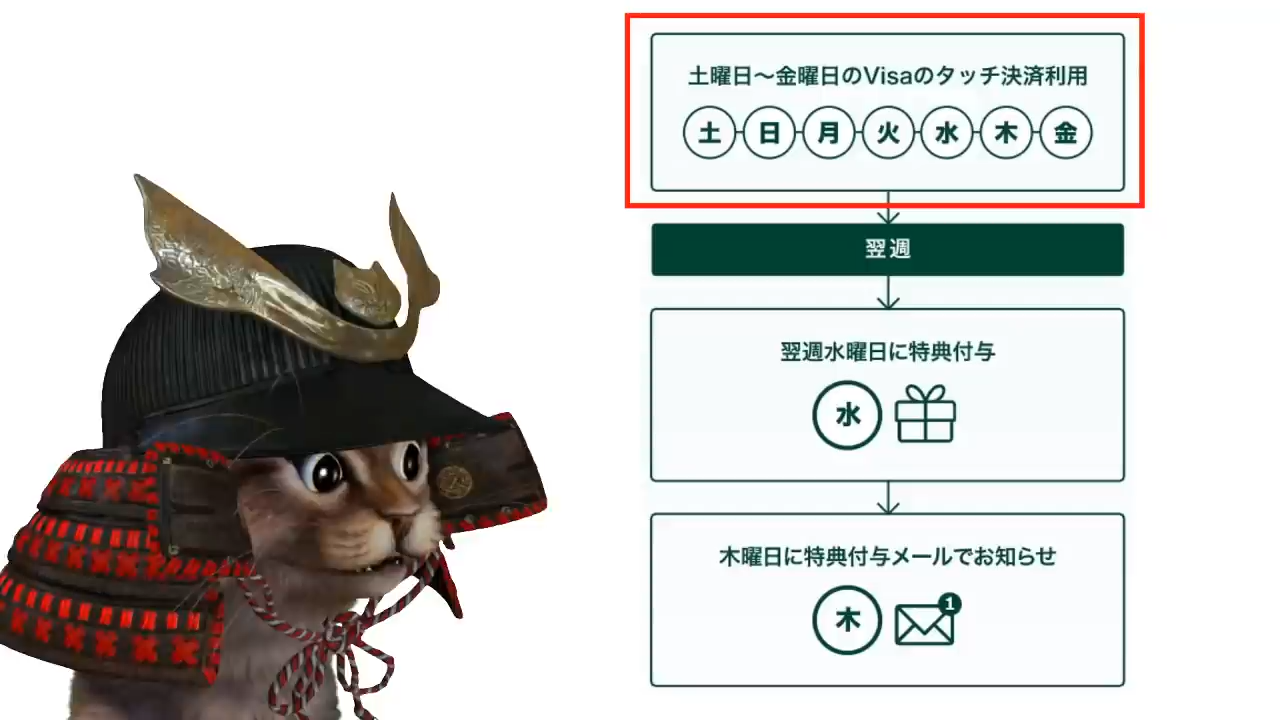 土曜日〜金曜日のVisaのタッチ決済利用
土 日 月 火 水 木 金
翌週
翌週水曜日に特典付与
水
木曜日に特典付与メールでお知らせ
木
1